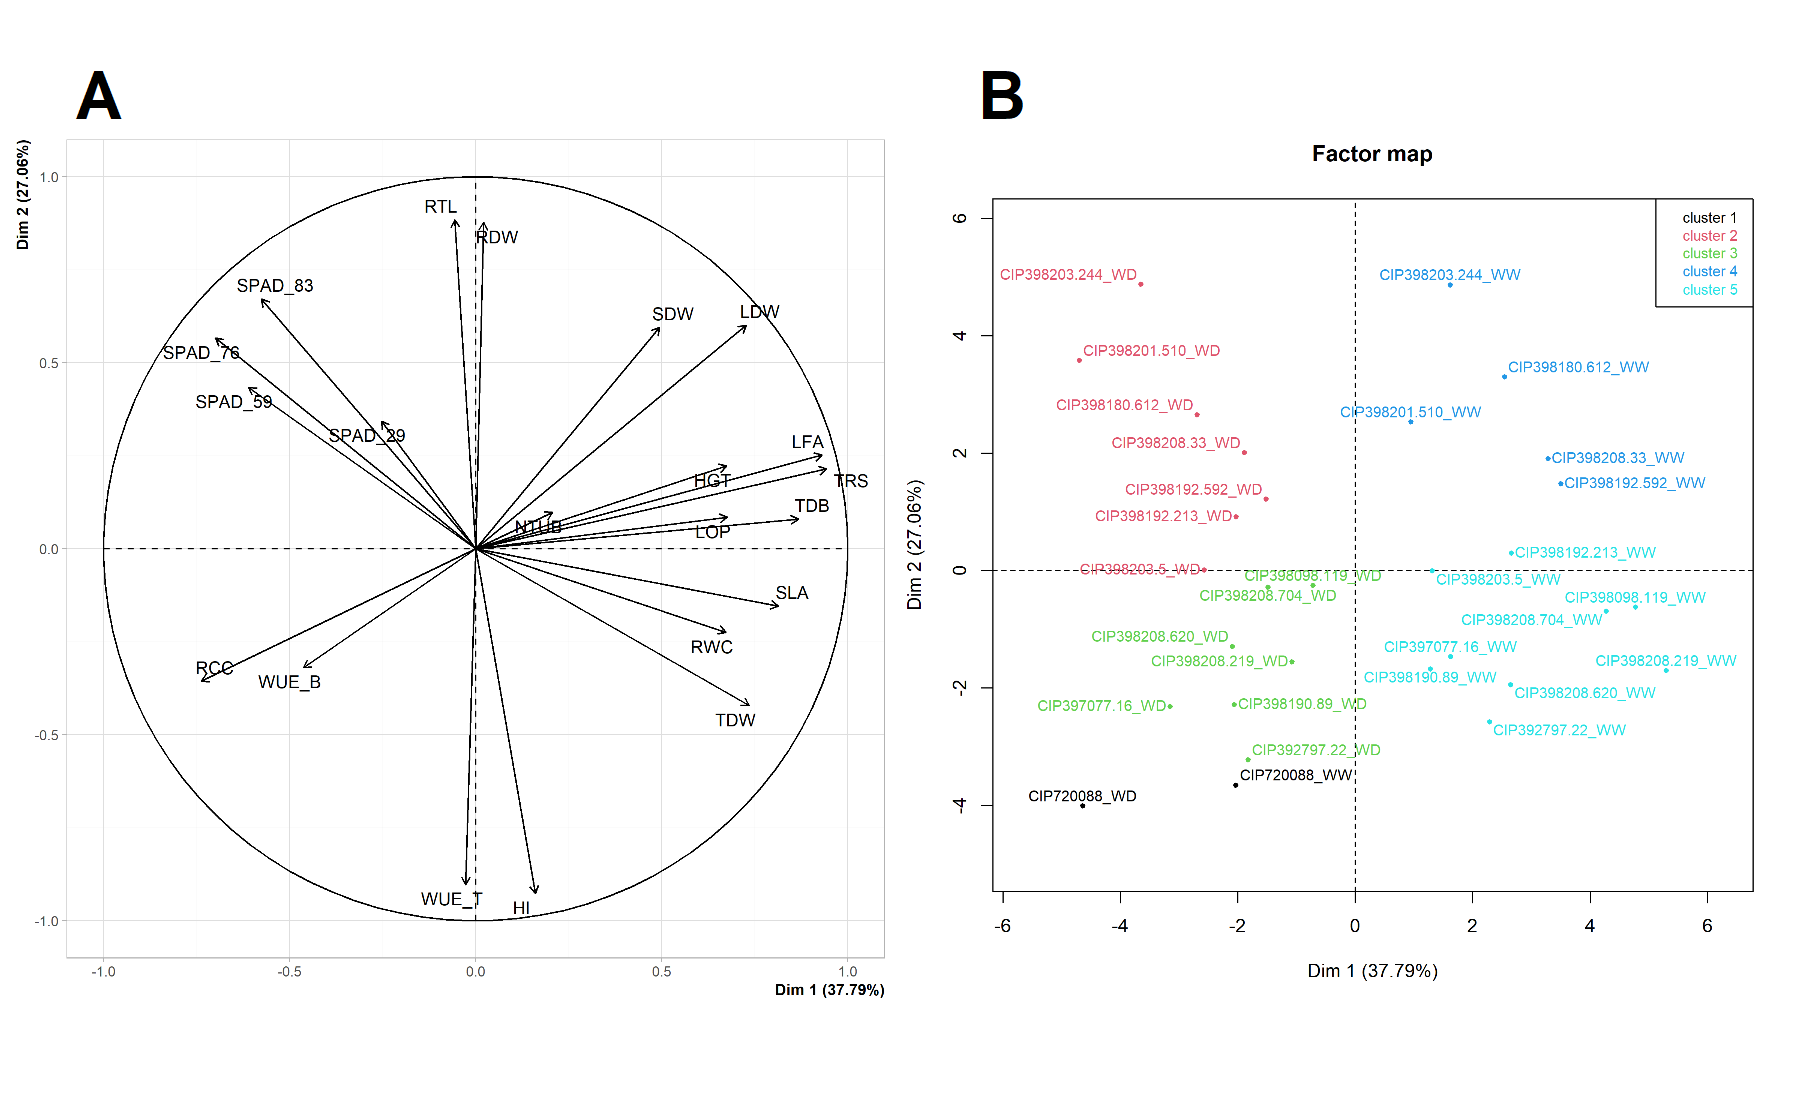 A
Dim 2 (27.06%)
1.0
0.5
0.0
-0.5
-1.0
RTL
RDW
SPAD_83
SDW
LDW
SPAD_76
SPAD_59
SPAD_29
LFA
HGT
TRS
TDB
NTUB
LOP
SLA
RWC
RCC
WUE_B
TDW
WUE_T
HI
-1.0
-0.5
0.0
0.5
1.0
Dim 1 (37.79%)
B
Factor map
cluster 1
cluster 2
cluster 3
cluster 4
cluster 5
Dim 2 (27.06%)
6
4
2
0
-2
-4
CIP398203.244_WD
CIP398203.244_WW
CIP398201.510_WD
CIP398180.612_WW
CIP398180.612_WD
CIP398201.510_WW
CIP398208.33_WD
CIP398208.33_WW
CIP398192.592_WD
CIP398192.592_WW
CIP398192.213_WD
CIP398192.213_WW
CIP398203.5_WD
CIP398098.119_WD
CIP398203.5_WW
CIP398208.704_WD
CIP398098.119_WW
CIP398208.704_WW
CIP398208.620_WD
CIP397077.16_WW
CIP398208.219_WD
CIP398208.219_WW
CIP398190.89_WW
CIP398208.620_WW
CIP397077.16_WD
CIP398190.89_WD
CIP392797.22_WW
CIP392797.22_WD
CIP720088_WW
CIP720088_WD
-6
-4
-2
0
2
4
6
Dim 1 (37.79%)